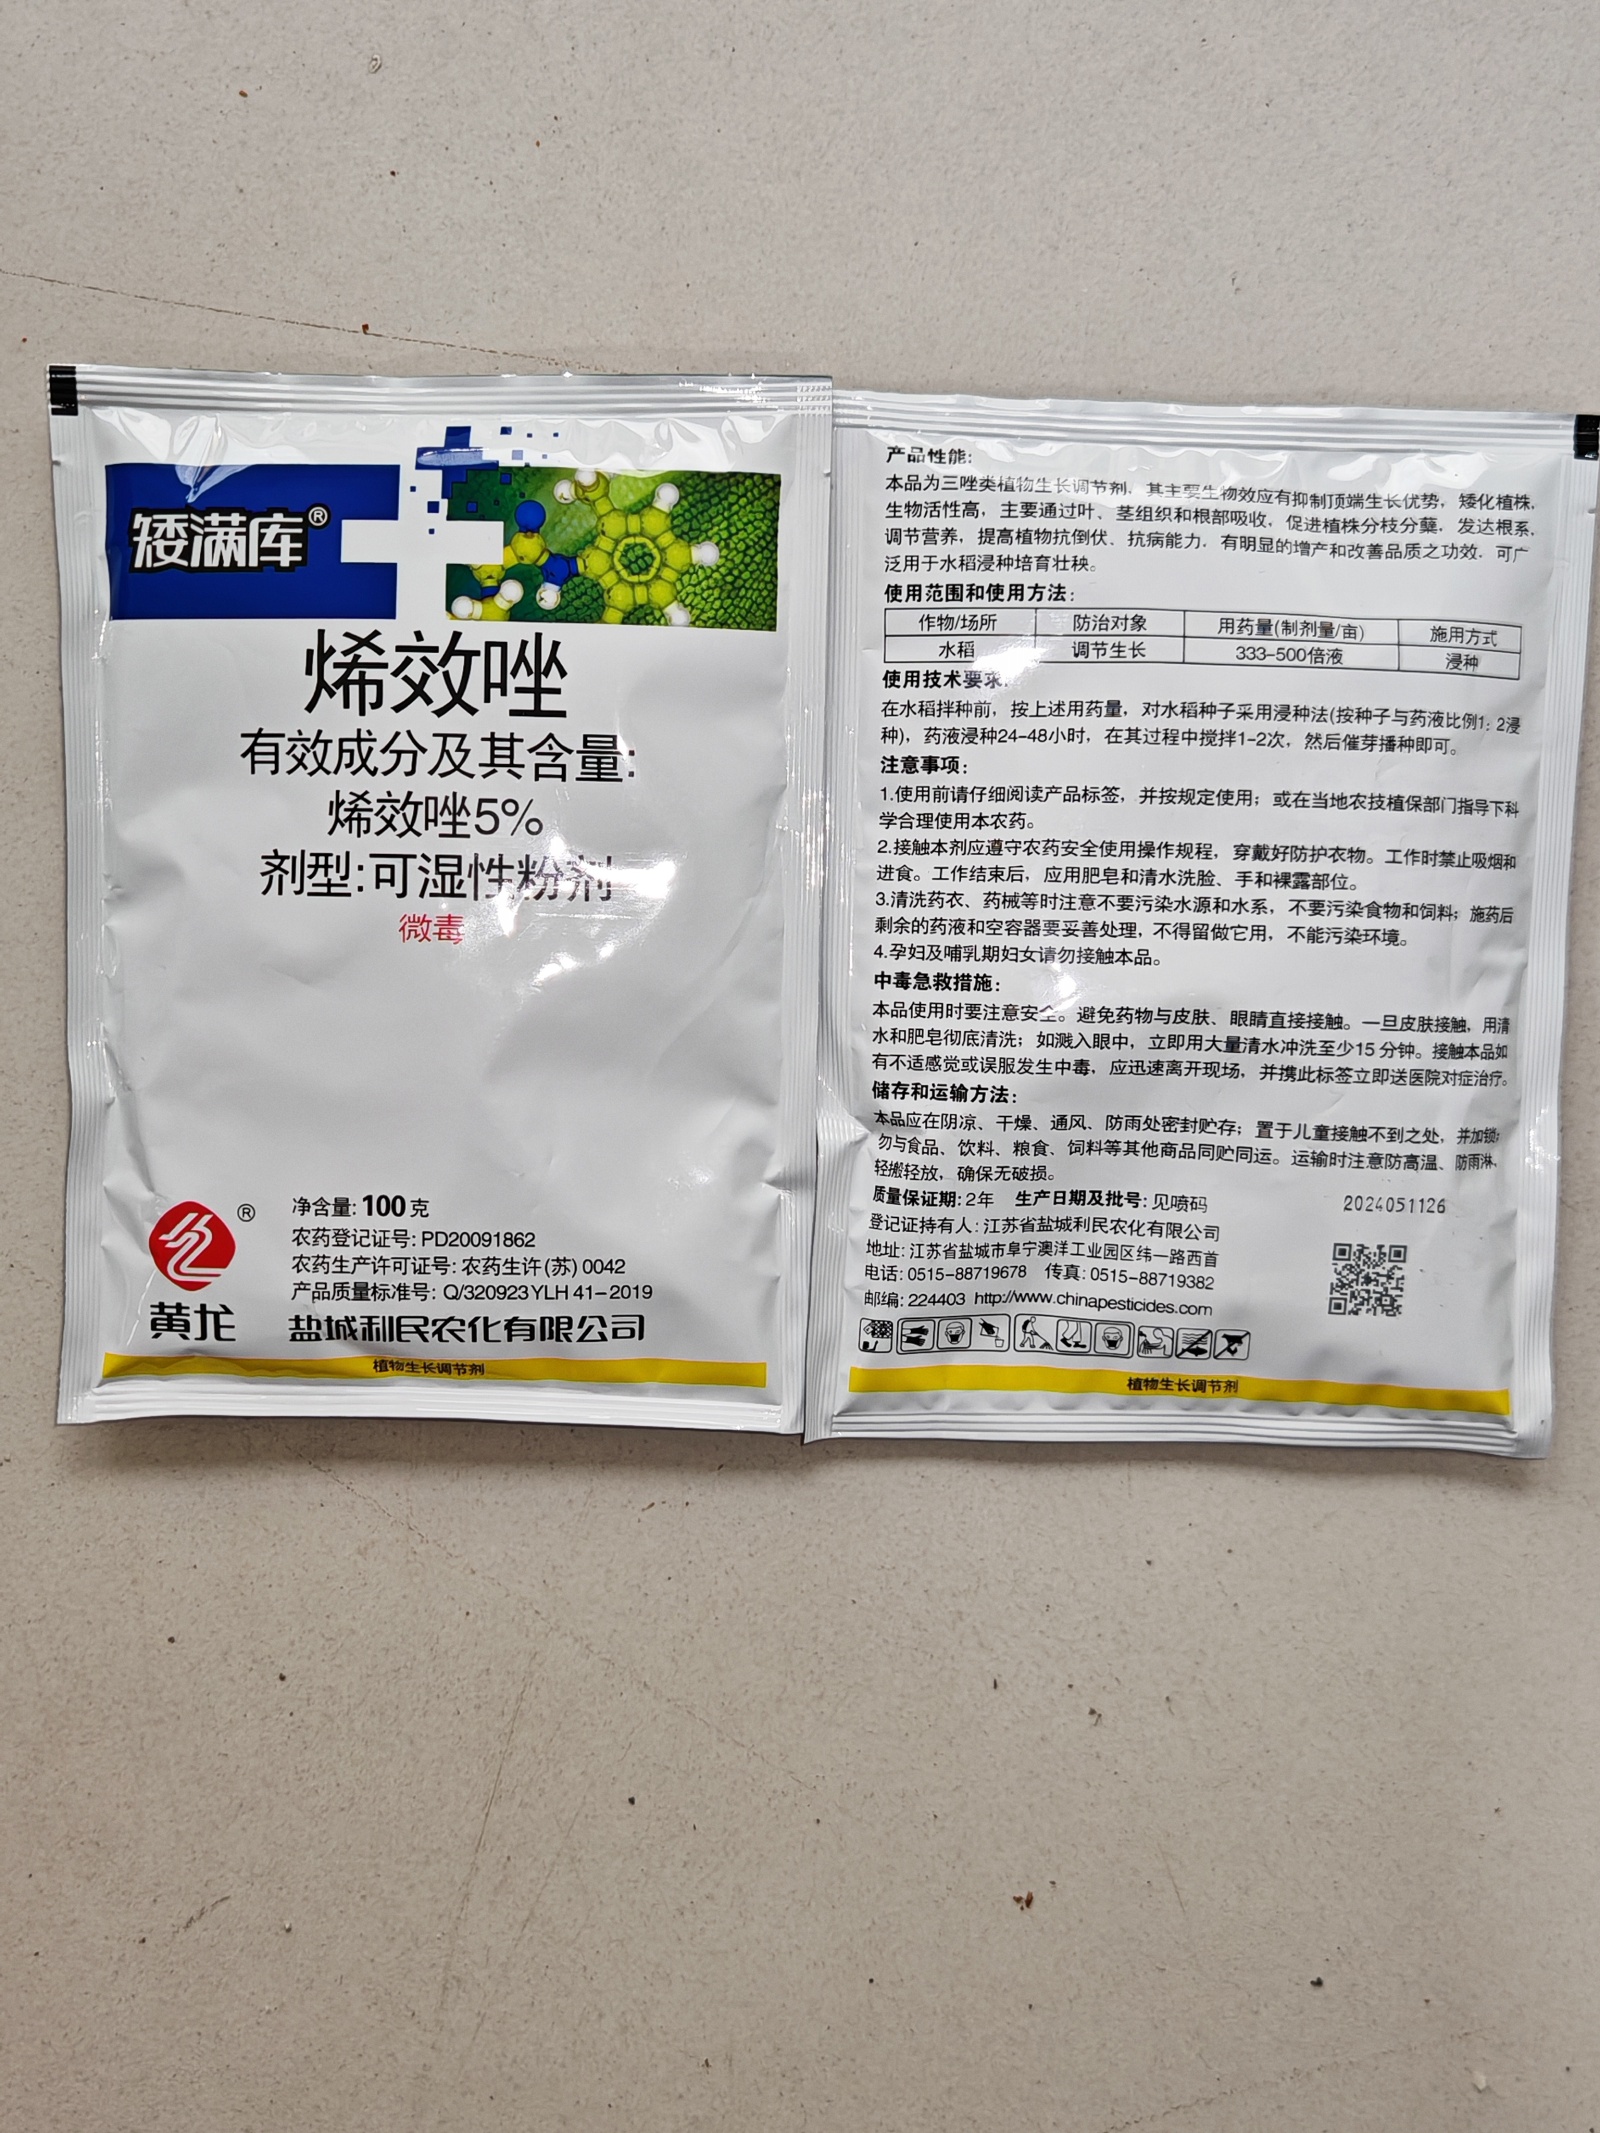 矮满库®
烯效唑
有效成分及其含量:
烯效唑5%
剂型:可湿性粉剂
微毒
®
净含量: 100克
农药登记证号: PD20091862
农药生产许可证号: 农药生许(苏) 0042
产品质量标准号: Q/320923 YLH 41-2019
黄龙
盐城利民农化有限公司
植物生长调节剂
产品性能:
本品为三唑类植物生长调节剂, 其主要生物效应有抑制顶端生长优势, 矮化植株,
生物活性高, 主要通过叶、茎组织和根部吸收, 促进植株分枝分蘖, 发达根系,
调节营养, 提高植物抗倒伏、抗病能力, 有明显的增产和改善品质之功效, 可广
泛用于水稻浸种培育壮秧。
使用范围和使用方法:
作物/场所 防治对象 用药量(制剂量/亩) 施用方式
水稻 调节生长 333-500倍液 浸种
使用技术要求:
在水稻拌种前, 按上述用药量, 对水稻种子采用浸种法(按种子与药液比例1: 2浸
种), 药液浸种24-48小时, 在其过程中搅拌1-2次, 然后催芽播种即可。
注意事项:
1.使用前请仔细阅读产品标签, 并按规定使用; 或在当地农技植保部门指导下科
学合理使用本农药。
2.接触本剂应遵守农药安全使用操作规程, 穿戴好防护衣物。工作时禁止吸烟和
进食。工作结束后, 应用肥皂和清水洗脸、手和裸露部位。
3.清洗药衣、药械等时注意不要污染水源和水系, 不要污染食物和饲料; 施药后
剩余的药液和空容器要妥善处理, 不得留做它用, 不能污染环境。
4.孕妇及哺乳期妇女请勿接触本品。
中毒急救措施:
本品使用时要注意安全。避免药物与皮肤、眼睛直接接触。一旦皮肤接触, 用清
水和肥皂彻底清洗; 如溅入眼中, 立即用大量清水冲洗至少15 分钟。接触本品如
有不适感觉或误服发生中毒, 应迅速离开现场, 并携此标签立即送医院对症治疗。
储存和运输方法:
本品应在阴凉、干燥、通风、防雨处密封贮存; 置于儿童接触不到之处, 并加锁;
勿与食品、饮料、粮食、饲料等其他商品同贮同运。运输时注意防高温、防雨淋、
轻搬轻放, 确保无破损。
质量保证期: 2年 生产日期及批号: 见喷码 2024051126
登记证持有人: 江苏省盐城利民农化有限公司
地址: 江苏省盐城市阜宁澳洋工业园区纬一路西首
电话: 0515-88719678 传真: 0515-88719382
邮编: 224403 http://www.chinapesticides.com
植物生长调节剂